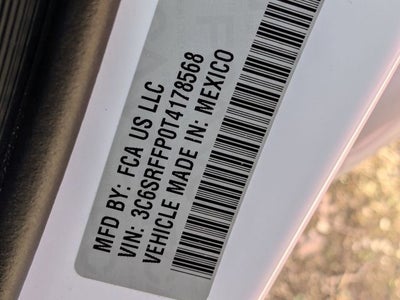 MFD BY: FCA US LLC
VIN: 3C6SRFFP0T4178568
VEHICLE MADE IN: MEXICO